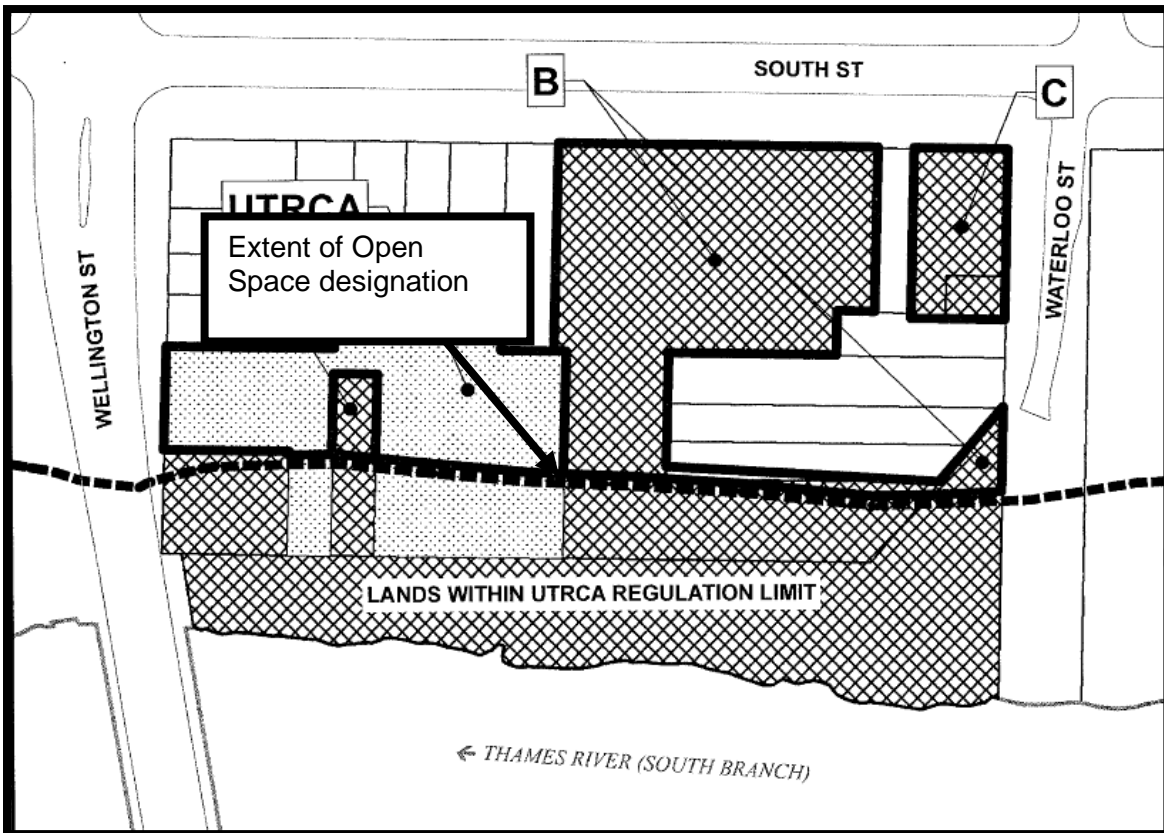 SOUTH ST
B
C
UTRCA
Extent of Open
Space designation
WELLINGTON ST
WATERLOO ST
LANDS WITHIN UTRCA REGULATION LIMIT
← THAMES RIVER (SOUTH BRANCH)